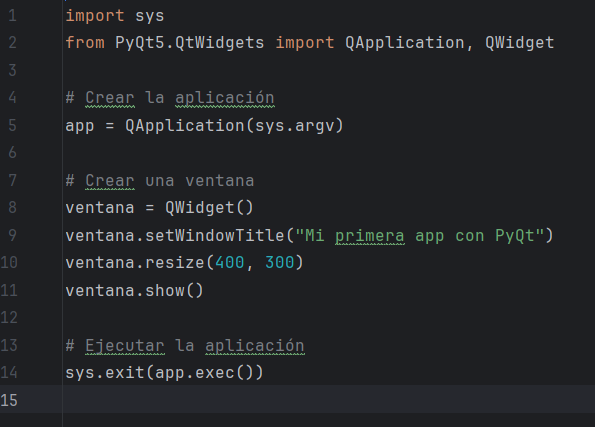 1 import sys
2 from PyQt5.QtWidgets import QApplication, QWidget
3
4 # Crear la aplicación
5 app = QApplication(sys.argv)
6
7 # Crear una ventana
8 ventana = QWidget()
9 ventana.setWindowTitle("Mi primera app con PyQt")
10 ventana.resize(400, 300)
11 ventana.show()
12
13 # Ejecutar la aplicación
14 sys.exit(app.exec())
15